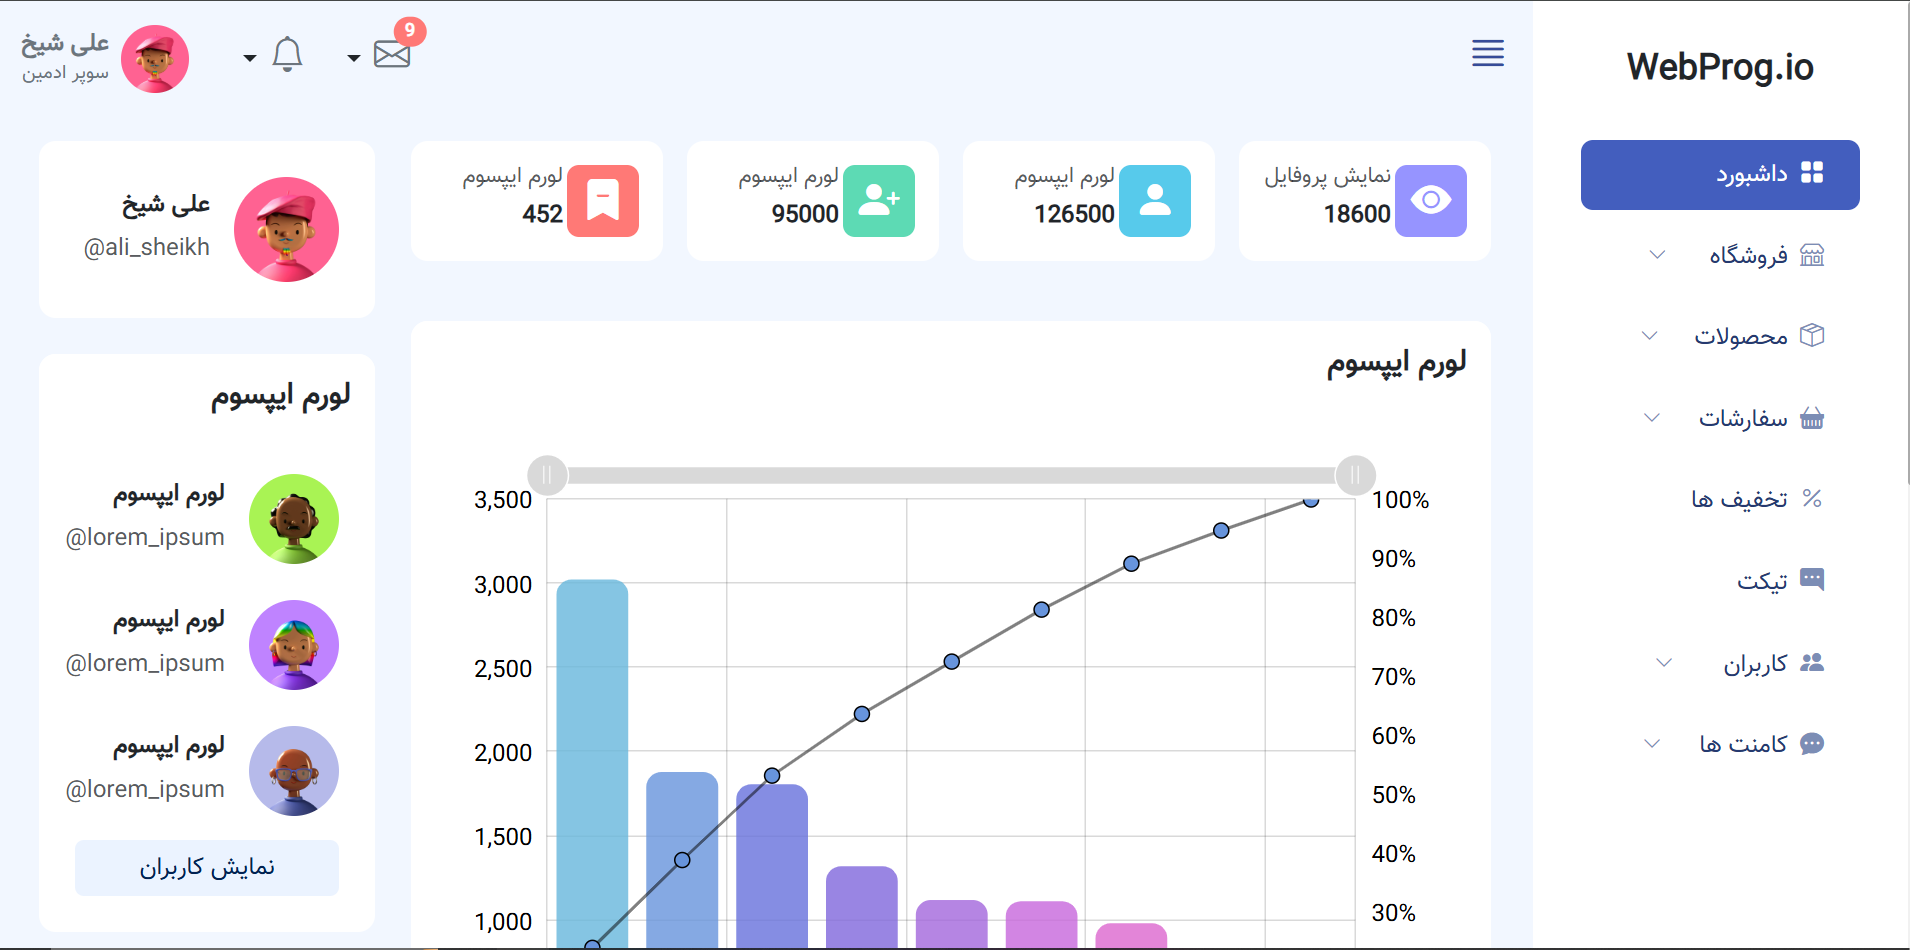 WebProg.io
داشبورد
فروشگاه
محصولات
سفارشات
تخفیف ها
تیکت
کاربران
کامنت ها
9
علی شیخ
سوپر ادمین
نمایش پروفایل
18600
لورم ایپسوم
126500
لورم ایپسوم
95000
لورم ایپسوم
452
لورم ایپسوم
3,500
3,000
2,500
2,000
1,500
1,000
100%
90%
80%
70%
60%
50%
40%
30%
علی شیخ
@ali_sheikh
لورم ایپسوم
لورم ایپسوم
@lorem_ipsum
لورم ایپسوم
@lorem_ipsum
لورم ایپسوم
@lorem_ipsum
نمایش کاربران